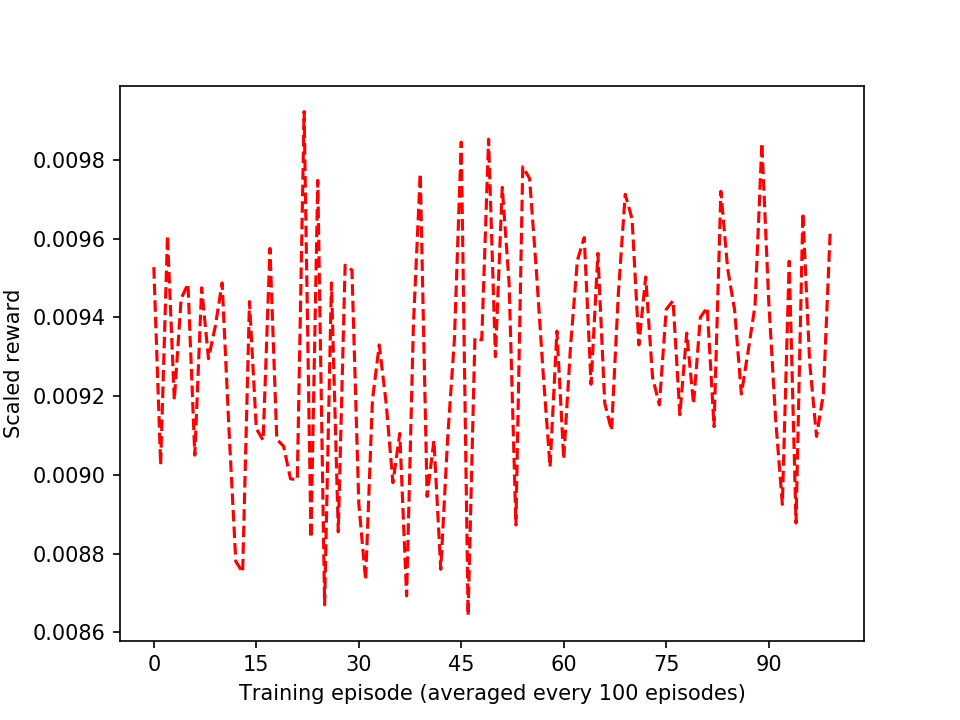 0.0098
0.0096
0.0094
0.0092
0.0090
0.0088
0.0086
Scaled reward
0 15 30 45 60 75 90
Training episode (averaged every 100 episodes)